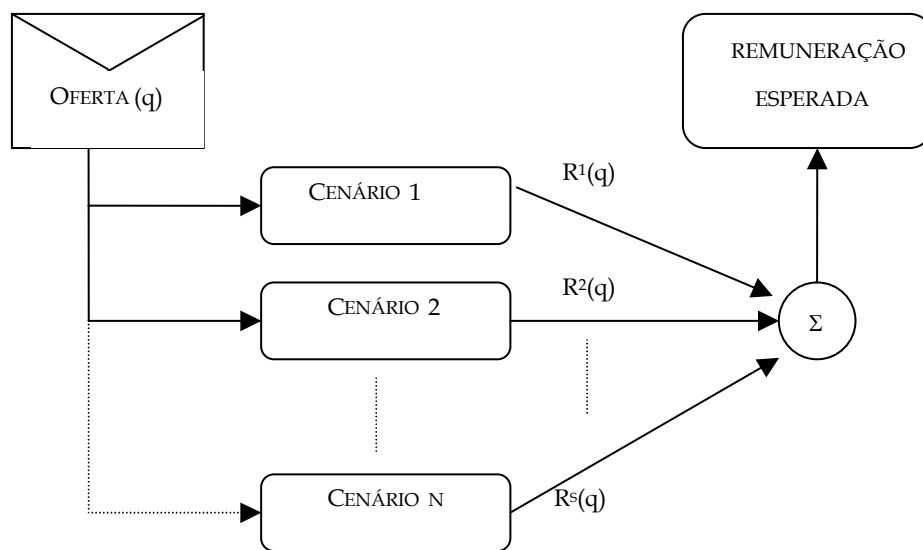 OFERTA (q)
REMUNERAÇÃO
ESPERADA
CENÁRIO 1
R¹(q)
CENÁRIO 2
R²(q)
Σ
CENÁRIO N
Rˢ(q)